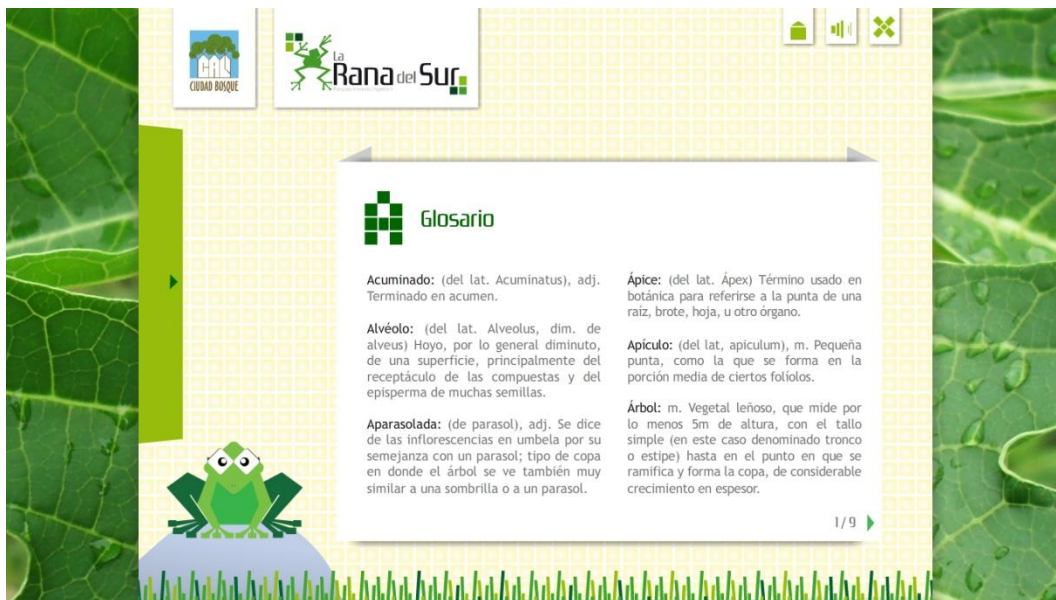 CALI
CIUDAD BOSQUE
La
Rana del Sur
Glosario
Acuminado: (del lat. Acuminatus), adj.
Terminado en acumen.
Alvéolo: (del lat. Alveolus, dim. de
alveus) Hoyo, por lo general diminuto,
de una superficie, principalmente del
receptáculo de las compuestas y del
episperma de muchas semillas.
Aparasolada: (de parasol), adj. Se dice
de las inflorescencias en umbela por su
semejanza con un parasol; tipo de copa
en donde el árbol se ve también muy
similar a una sombrilla o a un parasol.
Ápice: (del lat. Ápex) Término usado en
botánica para referirse a la punta de una
raíz, brote, hoja, u otro órgano.
Apículo: (del lat, apiculum), m. Pequeña
punta, como la que se forma en la
porción media de ciertos folíolos.
Árbol: m. Vegetal leñoso, que mide por
lo menos 5m de altura, con el tallo
simple (en este caso denominado tronco
o estipe) hasta en el punto en que se
ramifica y forma la copa, de considerable
crecimiento en espesor.
1/9